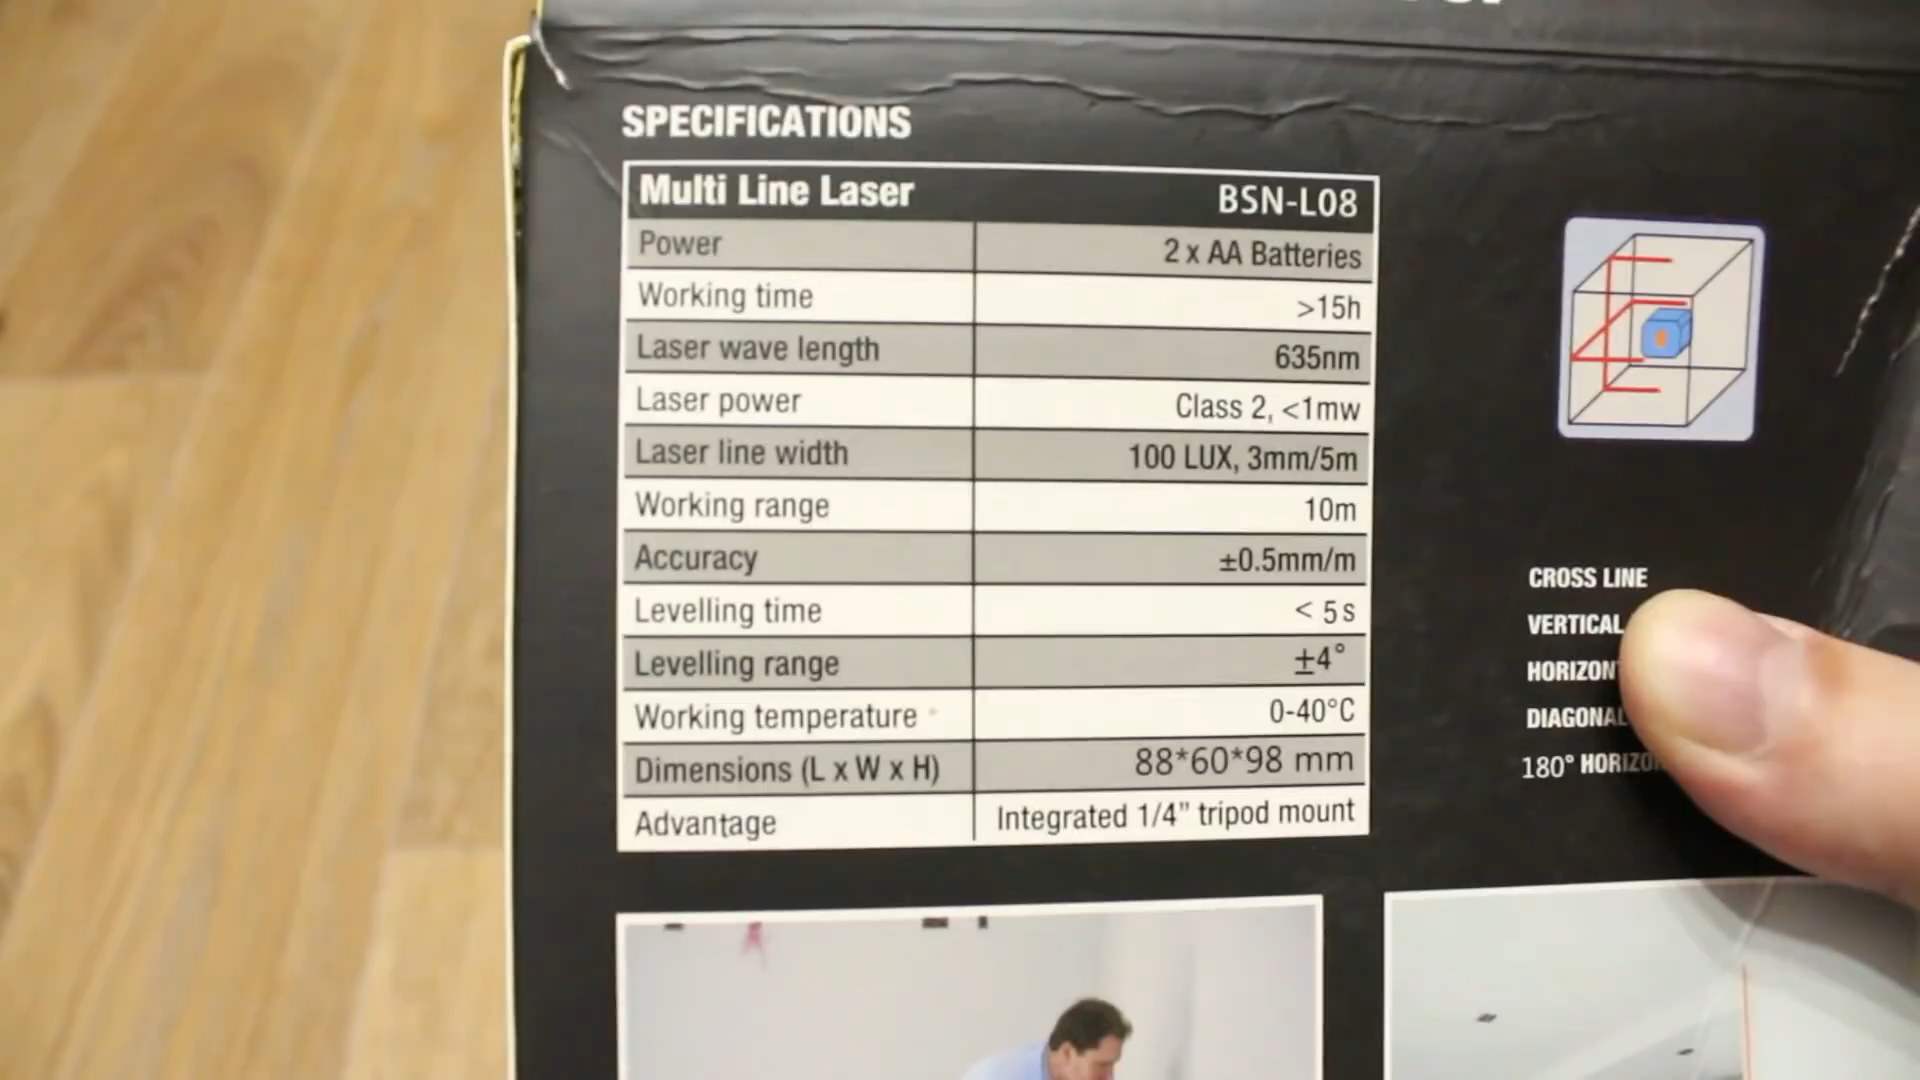 SPECIFICATIONS
Multi Line Laser BSN-L08
Power 2 x AA Batteries
Working time >15h
Laser wave length 635nm
Laser power Class 2, <1mw
Laser line width 100 LUX, 3mm/5m
Working range 10m
Accuracy ±0.5mm/m
Levelling time < 5 s
Levelling range ±4°
Working temperature 0-40°C
Dimensions (L x W x H) 88*60*98 mm
Advantage Integrated 1/4” tripod mount
CROSS LINE
VERTICAL
DIAGONAL
180°